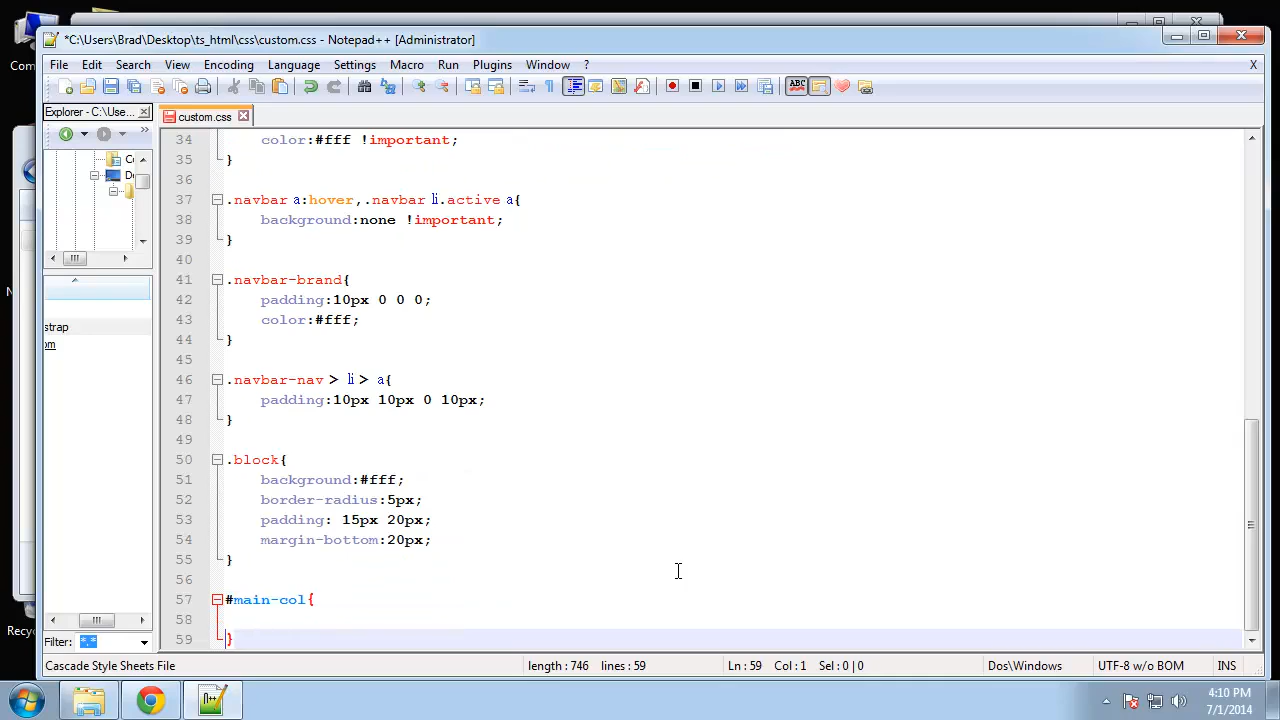 Com
*C:\Users\Brad\Desktop\ts_html\css\custom.css - Notepad++ [Administrator]
File Edit Search View Encoding Language Settings Macro Run Plugins Window ? X
Explorer - C:\Use...
custom.css
34 color:#fff !important;
35 }
36
37 .navbar a:hover,.navbar li.active a{
38 background:none !important;
39 }
40
41 .navbar-brand{
42 padding:10px 0 0 0;
43 color:#fff;
44 }
45
46 .navbar-nav > li > a{
47 padding:10px 10px 0 10px;
48 }
49
50 .block{
51 background:#fff;
52 border-radius:5px;
53 padding: 15px 20px;
54 margin-bottom:20px;
55 }
56
57 #main-col{
58
59 }
strap
om
Recyc
Filter: *.*
Cascade Style Sheets File length : 746 lines : 59 Ln : 59 Col : 1 Sel : 0 | 0 Dos\Windows UTF-8 w/o BOM INS
4:10 PM
7/1/2014